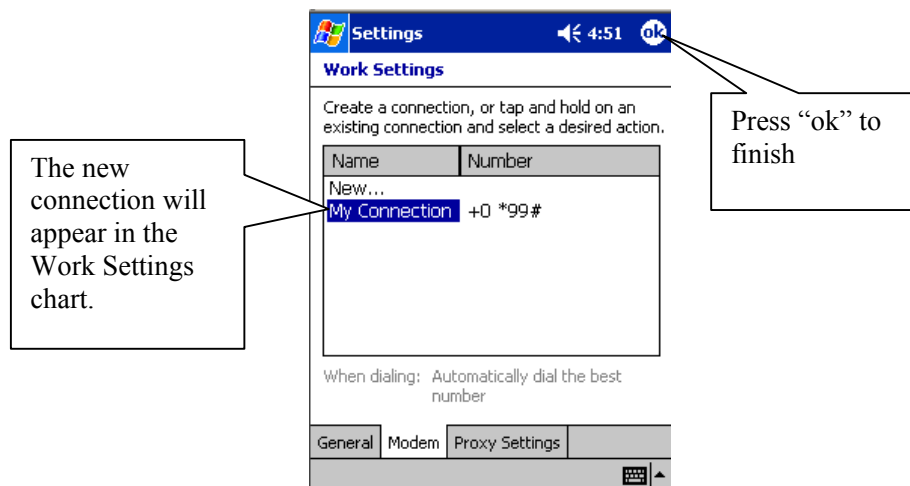 Settings 4:51 ok
Work Settings
Create a connection, or tap and hold on an
existing connection and select a desired action.
Name Number
New...
My Connection +0 *99#
When dialing: Automatically dial the best
number
General Modem Proxy Settings
The new
connection will
appear in the
Work Settings
chart.
Press “ok” to
finish